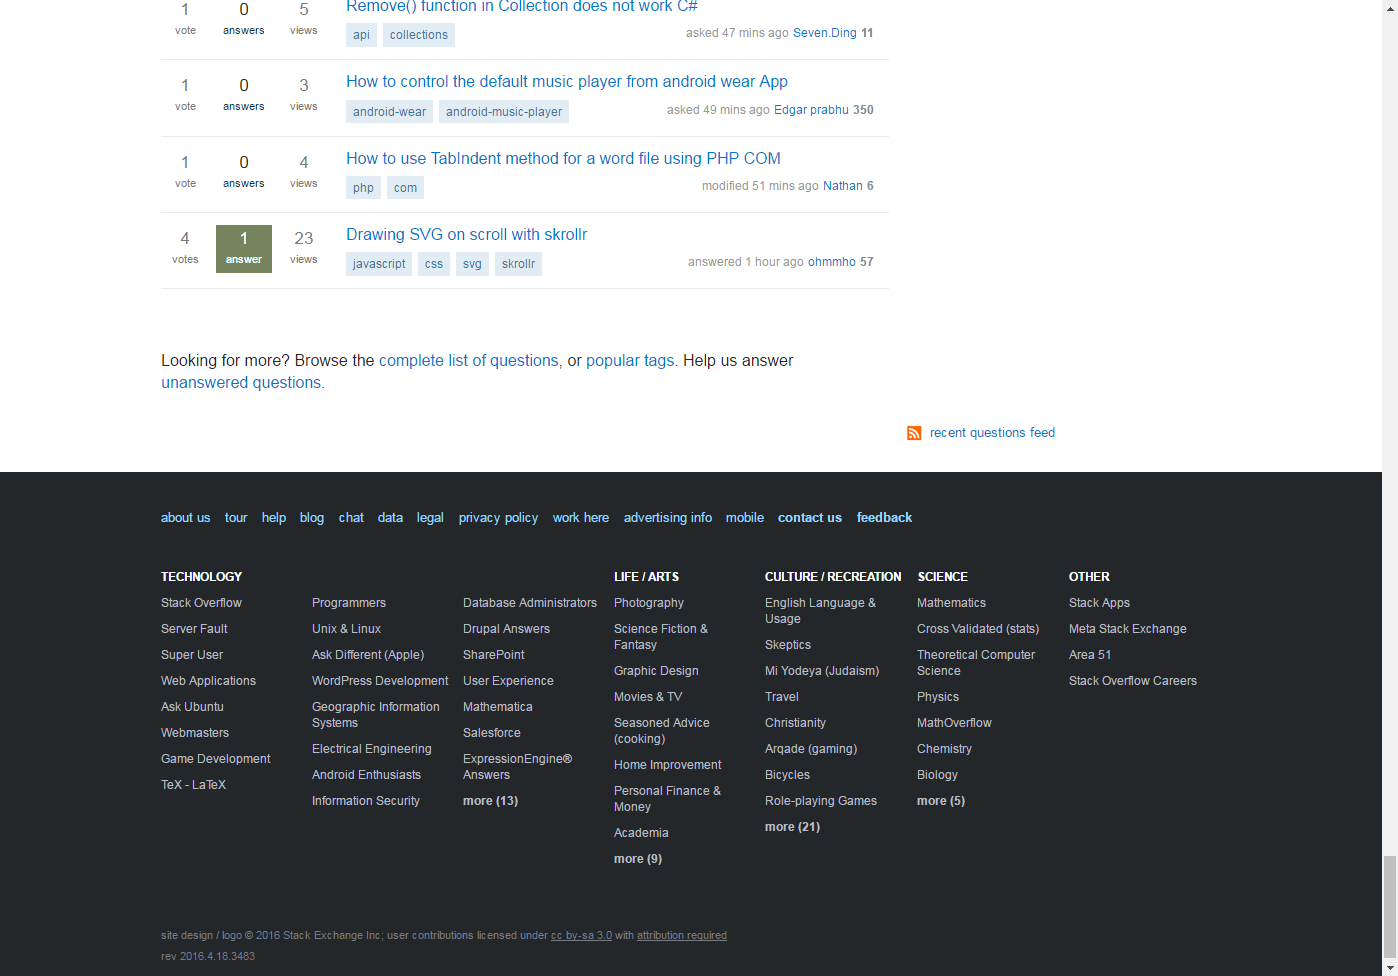 1 0 5 Remove() function in Collection does not work C#
vote answers views
api collections asked 47 mins ago Seven.Ding 11
1 0 3 How to control the default music player from android wear App
vote answers views
android-wear android-music-player asked 49 mins ago Edgar prabhu 350
1 0 4 How to use TabIndent method for a word file using PHP COM
vote answers views
php com modified 51 mins ago Nathan 6
4 1 23 Drawing SVG on scroll with skrollr
votes answer views
javascript css svg skrollr answered 1 hour ago ohmmho 57
Looking for more? Browse the complete list of questions, or popular tags. Help us answer
unanswered questions.
recent questions feed
about us tour help blog chat data legal privacy policy work here advertising info mobile contact us feedback
TECHNOLOGY
Stack Overflow
Server Fault
Super User
Web Applications
Ask Ubuntu
Webmasters
Game Development
TeX - LaTeX
Programmers
Unix & Linux
Ask Different (Apple)
WordPress Development
Geographic Information
Systems
Electrical Engineering
Android Enthusiasts
Information Security
Database Administrators
Drupal Answers
SharePoint
User Experience
Mathematica
Salesforce
ExpressionEngine®
Answers
more (13)
LIFE / ARTS
Photography
Science Fiction &
Fantasy
Graphic Design
Movies & TV
Seasoned Advice
(cooking)
Home Improvement
Personal Finance &
Money
Academia
more (9)
CULTURE / RECREATION
English Language &
Usage
Skeptics
Mi Yodeya (Judaism)
Travel
Christianity
Arqade (gaming)
Bicycles
Role-playing Games
more (21)
SCIENCE
Mathematics
Cross Validated (stats)
Theoretical Computer
Science
Physics
MathOverflow
Chemistry
Biology
more (5)
OTHER
Stack Apps
Meta Stack Exchange
Area 51
Stack Overflow Careers
site design / logo © 2016 Stack Exchange Inc; user contributions licensed under cc by-sa 3.0 with attribution required
rev 2016.4.18.3483